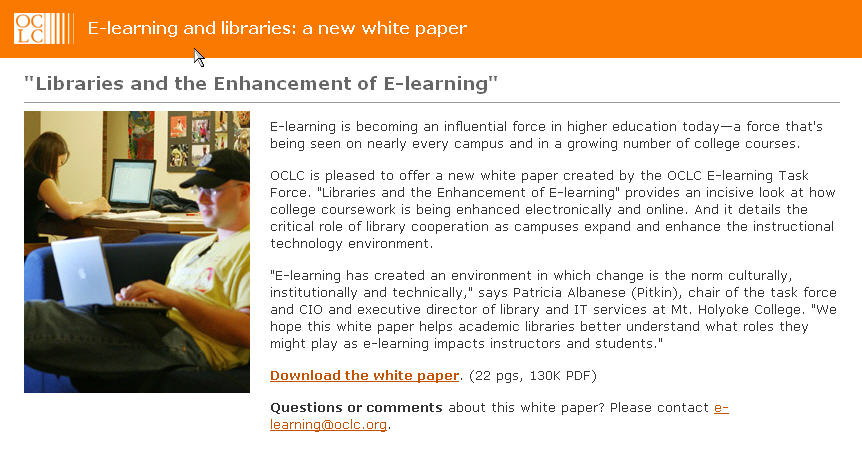 OC
LC
E-learning and libraries: a new white paper
"Libraries and the Enhancement of E-learning"
E-learning is becoming an influential force in higher education today—a force that's
being seen on nearly every campus and in a growing number of college courses.
OCLC is pleased to offer a new white paper created by the OCLC E-learning Task
Force. "Libraries and the Enhancement of E-learning" provides an incisive look at how
college coursework is being enhanced electronically and online. And it details the
critical role of library cooperation as campuses expand and enhance the instructional
technology environment.
"E-learning has created an environment in which change is the norm culturally,
institutionally and technically," says Patricia Albanese (Pitkin), chair of the task force
and CIO and executive director of library and IT services at Mt. Holyoke College. "We
hope this white paper helps academic libraries better understand what roles they
might play as e-learning impacts instructors and students."
Download the white paper. (22 pgs, 130K PDF)
Questions or comments about this white paper? Please contact e-
learning@oclc.org.